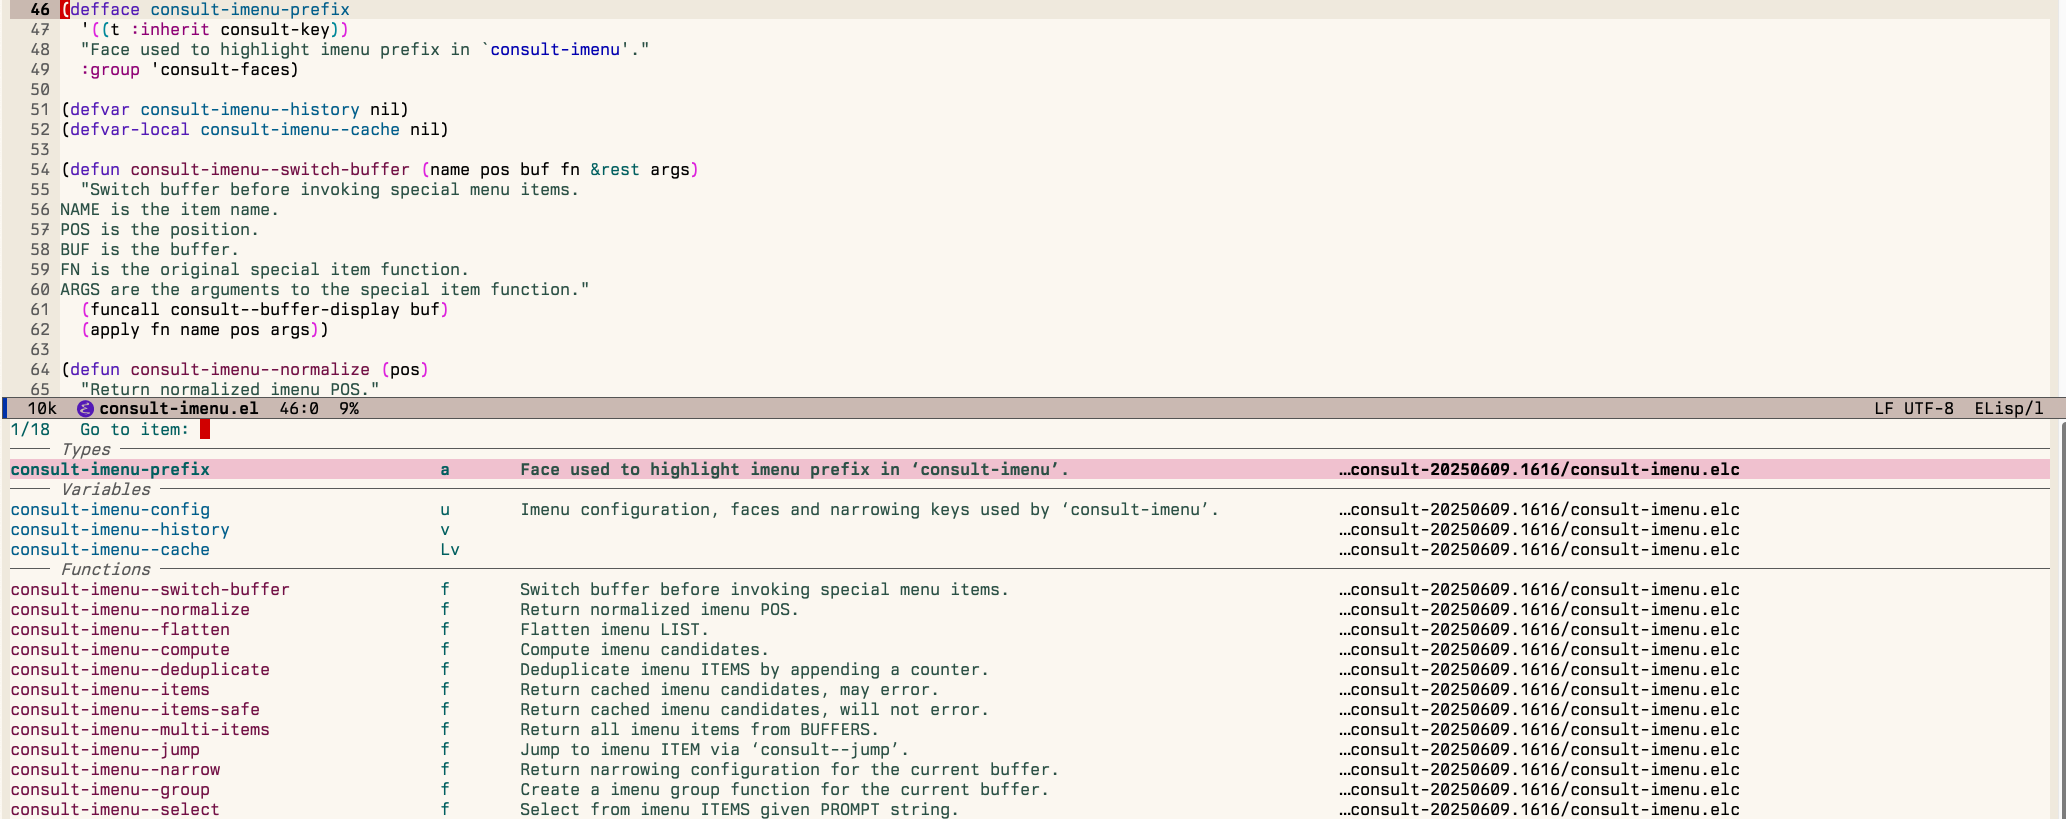 46 (defface consult-imenu-prefix
47   '((t :inherit consult-key))
48   "Face used to highlight imenu prefix in `consult-imenu'."
49   :group 'consult-faces)
50
51 (defvar consult-imenu--history nil)
52 (defvar-local consult-imenu--cache nil)
53
54 (defun consult-imenu--switch-buffer (name pos buf fn &rest args)
55   "Switch buffer before invoking special menu items.
56 NAME is the item name.
57 POS is the position.
58 BUF is the buffer.
59 FN is the original special item function.
60 ARGS are the arguments to the special item function."
61   (funcall consult--buffer-display buf)
62   (apply fn name pos args))
63
64 (defun consult-imenu--normalize (pos)
65   "Return normalized imenu POS."
10k consult-imenu.el 46:0 9% LF UTF-8 ELisp/l
1/18 Go to item:
Types
consult-imenu-prefix a Face used to highlight imenu prefix in ‘consult-imenu’. …consult-20250609.1616/consult-imenu.elc
Variables
consult-imenu-config u Imenu configuration, faces and narrowing keys used by ‘consult-imenu’. …consult-20250609.1616/consult-imenu.elc
consult-imenu--history v …consult-20250609.1616/consult-imenu.elc
consult-imenu--cache Lv …consult-20250609.1616/consult-imenu.elc
Functions
consult-imenu--switch-buffer f Switch buffer before invoking special menu items. …consult-20250609.1616/consult-imenu.elc
consult-imenu--normalize f Return normalized imenu POS. …consult-20250609.1616/consult-imenu.elc
consult-imenu--flatten f Flatten imenu LIST. …consult-20250609.1616/consult-imenu.elc
consult-imenu--compute f Compute imenu candidates. …consult-20250609.1616/consult-imenu.elc
consult-imenu--deduplicate f Deduplicate imenu ITEMS by appending a counter. …consult-20250609.1616/consult-imenu.elc
consult-imenu--items f Return cached imenu candidates, may error. …consult-20250609.1616/consult-imenu.elc
consult-imenu--items-safe f Return cached imenu candidates, will not error. …consult-20250609.1616/consult-imenu.elc
consult-imenu--multi-items f Return all imenu items from BUFFERS. …consult-20250609.1616/consult-imenu.elc
consult-imenu--jump f Jump to imenu ITEM via ‘consult--jump’. …consult-20250609.1616/consult-imenu.elc
consult-imenu--narrow f Return narrowing configuration for the current buffer. …consult-20250609.1616/consult-imenu.elc
consult-imenu--group f Create a imenu group function for the current buffer. …consult-20250609.1616/consult-imenu.elc
consult-imenu--select f Select from imenu ITEMS given PROMPT string. …consult-20250609.1616/consult-imenu.elc